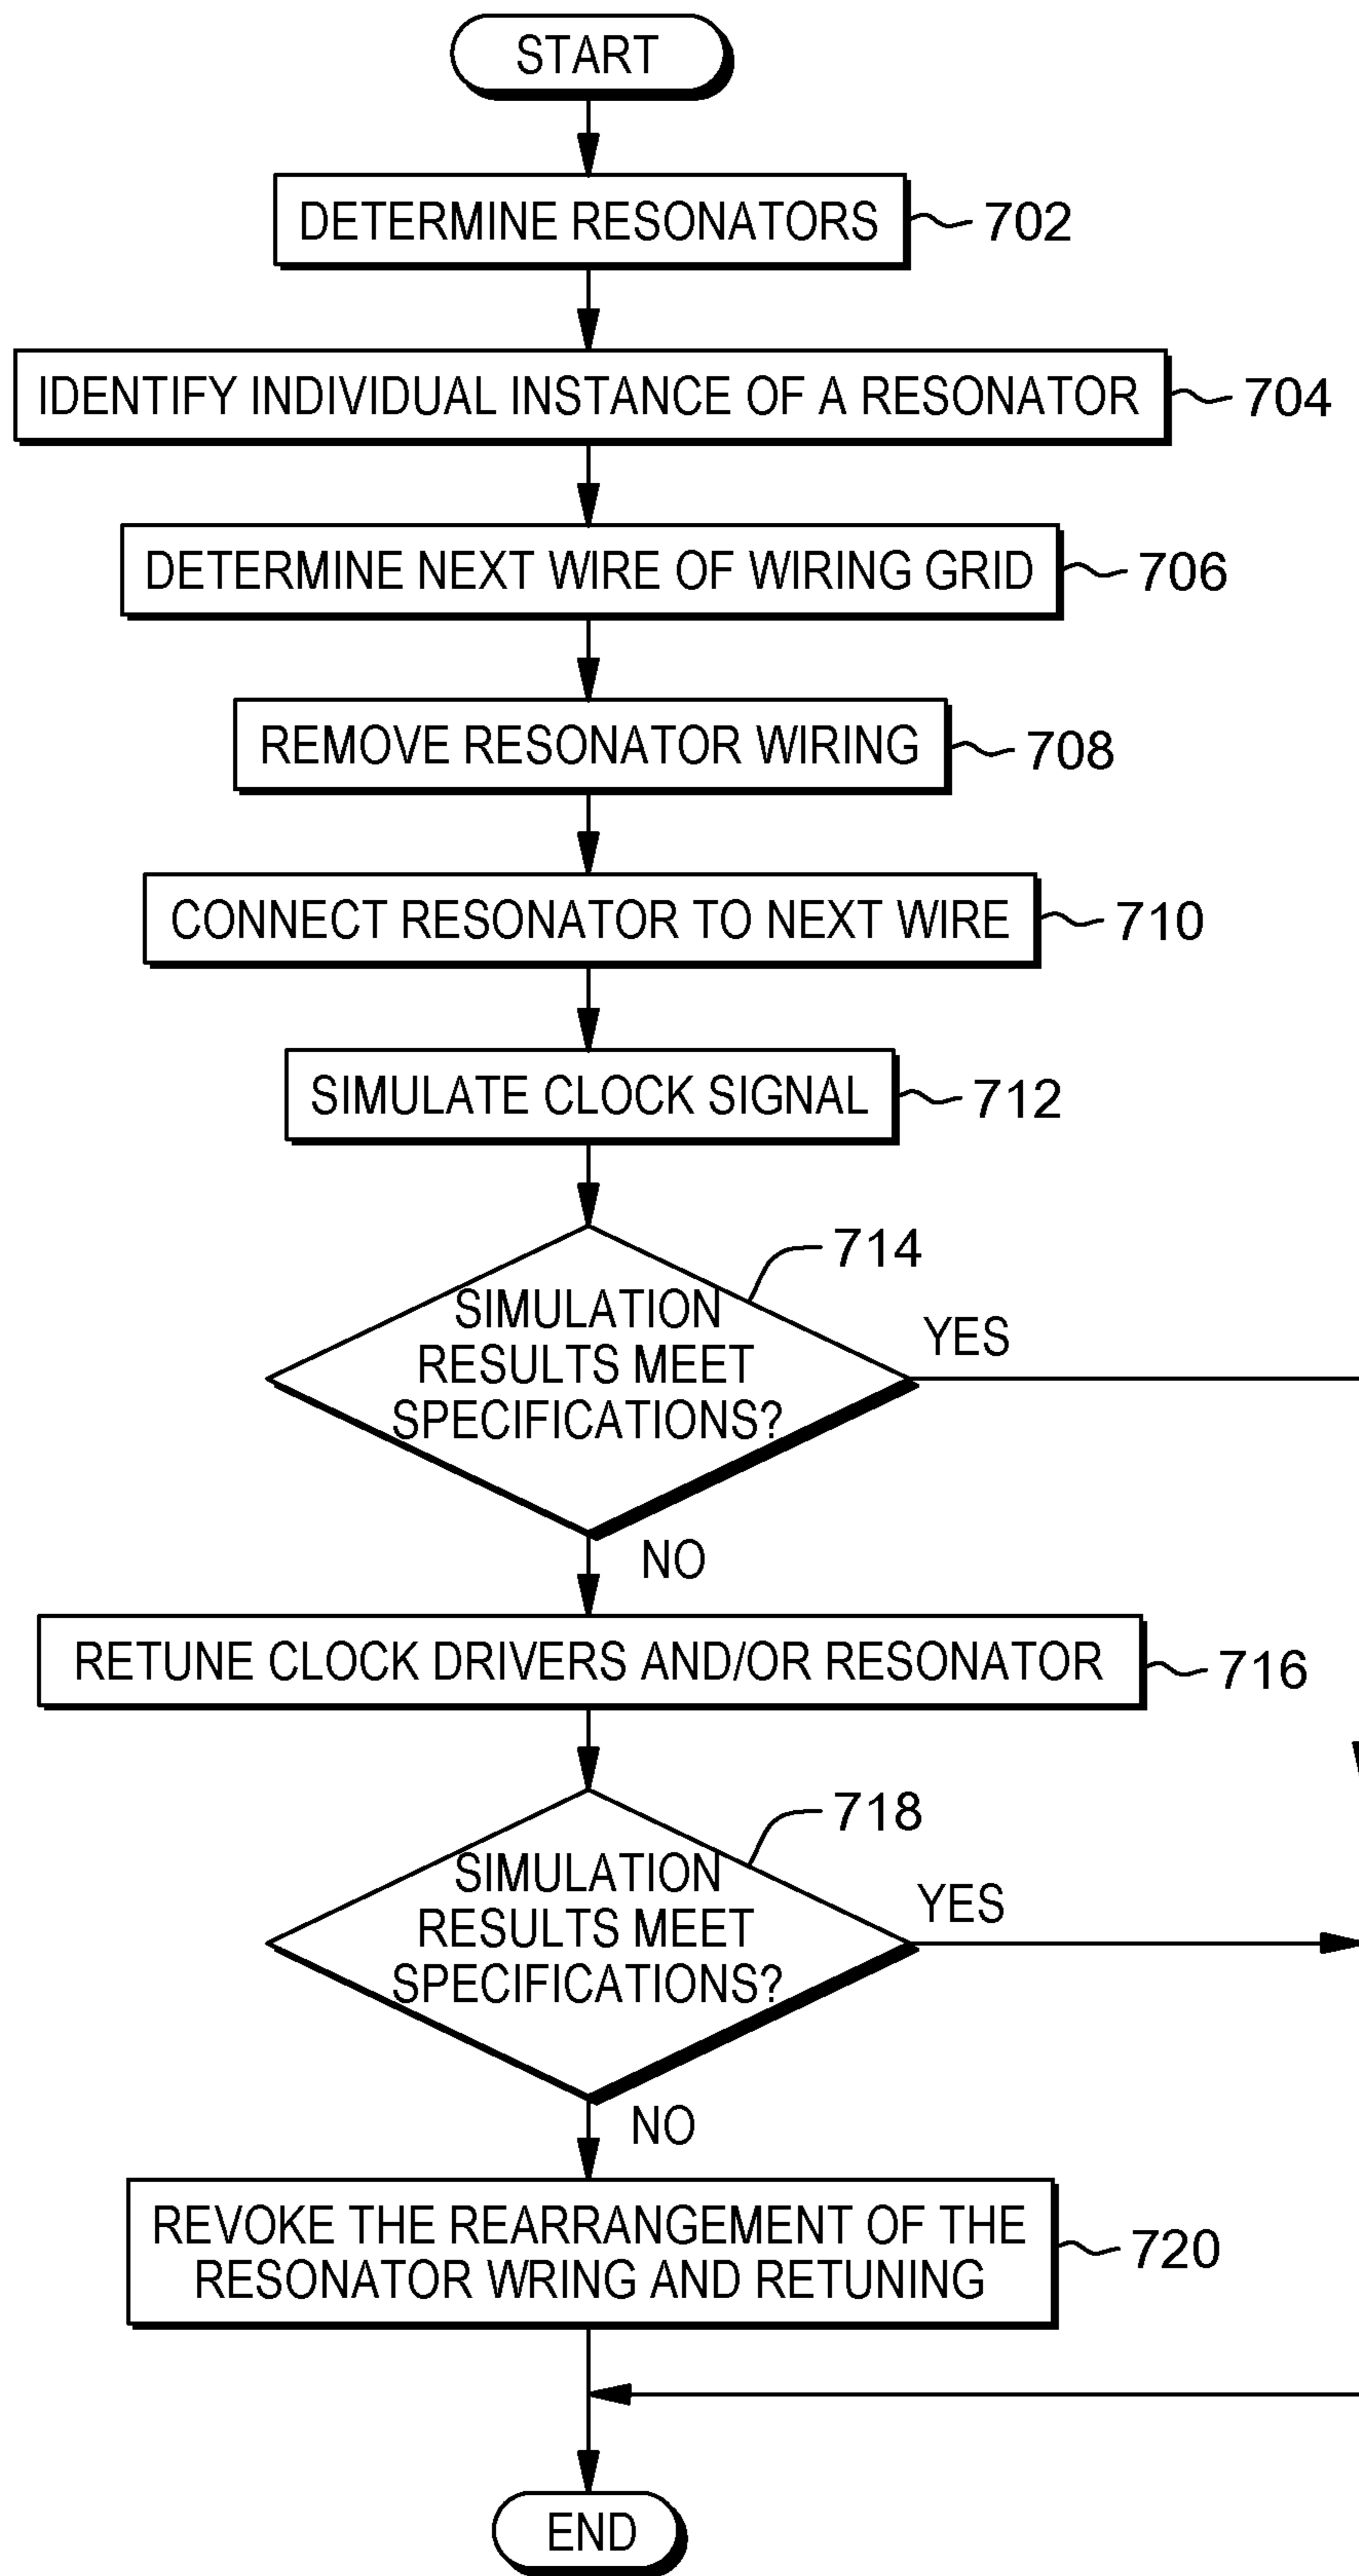 START
DETERMINE RESONATORS
702
IDENTIFY INDIVIDUAL INSTANCE OF A RESONATOR
704
DETERMINE NEXT WIRE OF WIRING GRID
706
REMOVE RESONATOR WIRING
708
CONNECT RESONATOR TO NEXT WIRE
710
SIMULATE CLOCK SIGNAL
712
714
SIMULATION
RESULTS MEET
SPECIFICATIONS?
YES
NO
RETUNE CLOCK DRIVERS AND/OR RESONATOR
716
718
SIMULATION
RESULTS MEET
SPECIFICATIONS?
YES
NO
REVOKE THE REARRANGEMENT OF THE
RESONATOR WRING AND RETUNING
720
END